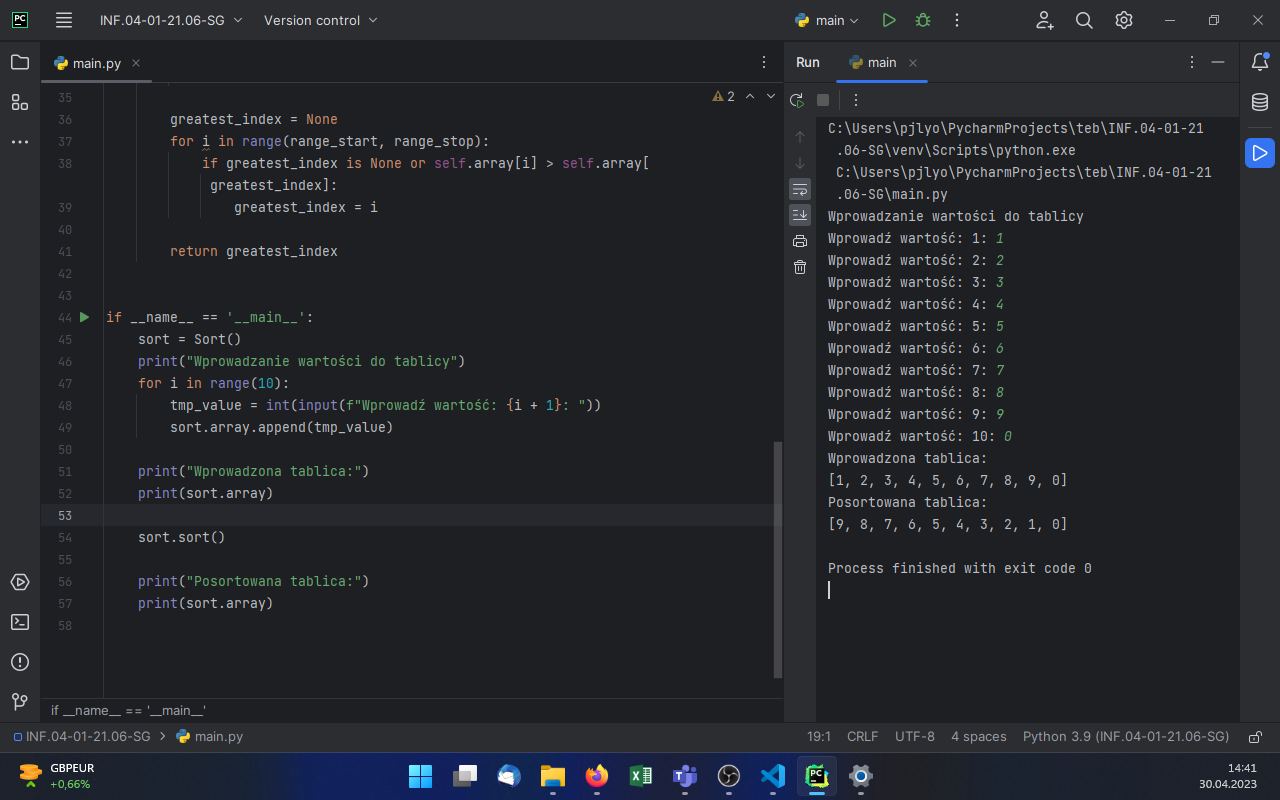 INF.04-01-21.06-SG
Version control
main
main.py
Run
main
2
35
36 greatest_index = None
37 for i in range(range_start, range_stop):
38 if greatest_index is None or self.array[i] > self.array[
greatest_index]:
39 greatest_index = i
40
41 return greatest_index
42
43
44 if __name__ == '__main__':
45 sort = Sort()
46 print("Wprowadzanie wartości do tablicy")
47 for i in range(10):
48 tmp_value = int(input(f"Wprowadź wartość: {i + 1}: "))
49 sort.array.append(tmp_value)
50
51 print("Wprowadzona tablica:")
52 print(sort.array)
53
54 sort.sort()
55
56 print("Posortowana tablica:")
57 print(sort.array)
58
if __name__ == '__main__'
C:\Users\pjlyo\PycharmProjects\teb\INF.04-01-21
.06-SG\venv\Scripts\python.exe
C:\Users\pjlyo\PycharmProjects\teb\INF.04-01-21
.06-SG\main.py
Wprowadzanie wartości do tablicy
Wprowadź wartość: 1: 1
Wprowadź wartość: 2: 2
Wprowadź wartość: 3: 3
Wprowadź wartość: 4: 4
Wprowadź wartość: 5: 5
Wprowadź wartość: 6: 6
Wprowadź wartość: 7: 7
Wprowadź wartość: 8: 8
Wprowadź wartość: 9: 9
Wprowadź wartość: 10: 0
Wprowadzona tablica:
[1, 2, 3, 4, 5, 6, 7, 8, 9, 0]
Posortowana tablica:
[9, 8, 7, 6, 5, 4, 3, 2, 1, 0]
Process finished with exit code 0
INF.04-01-21.06-SG
main.py
19:1
CRLF
UTF-8
4 spaces
Python 3.9 (INF.04-01-21.06-SG)
GBPEUR
+0,66%
14:41
30.04.2023